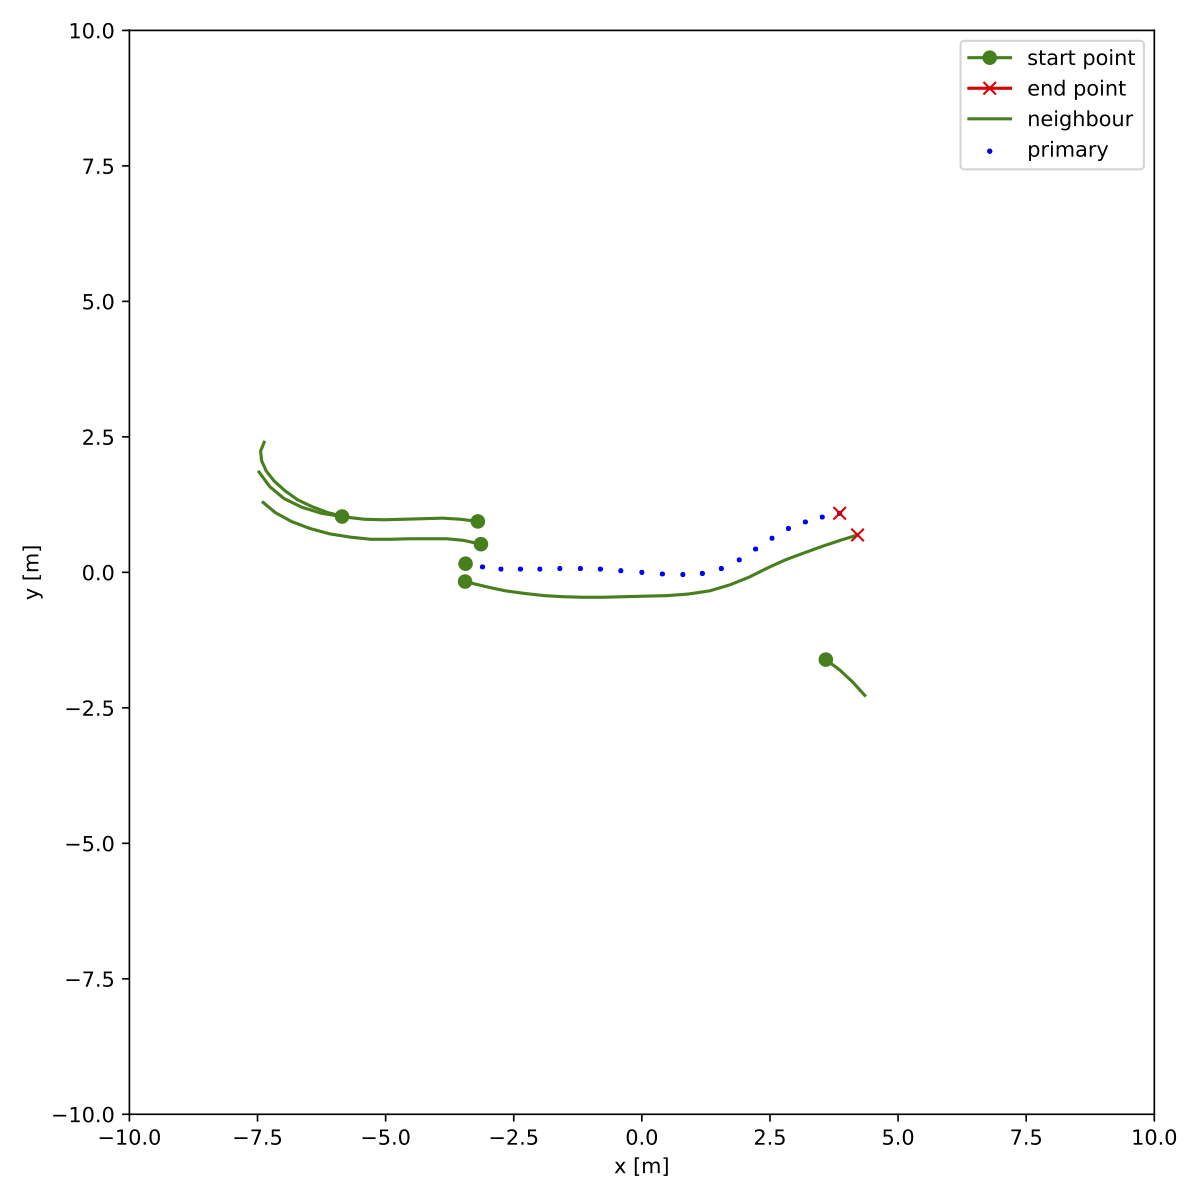 start point
end point
neighbour
primary
10.0
7.5
5.0
2.5
0.0
−2.5
−5.0
−7.5
−10.0
y [m]
−10.0 −7.5 −5.0 −2.5 0.0 2.5 5.0 7.5 10.0
x [m]